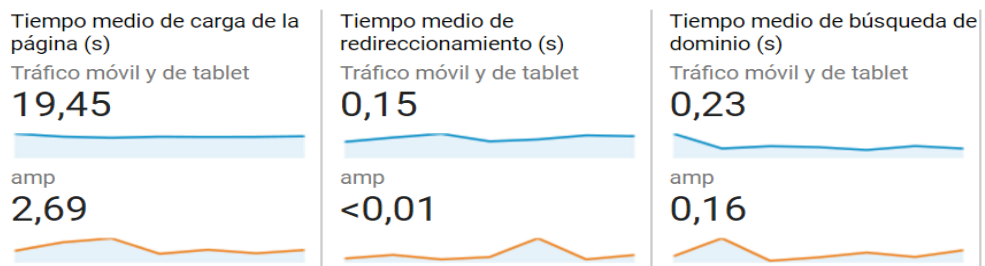 Tiempo medio de carga de la
página (s)
Tráfico móvil y de tablet
19,45
amp
2,69
Tiempo medio de
redireccionamiento (s)
Tráfico móvil y de tablet
0,15
amp
<0,01
Tiempo medio de búsqueda de
dominio (s)
Tráfico móvil y de tablet
0,23
amp
0,16